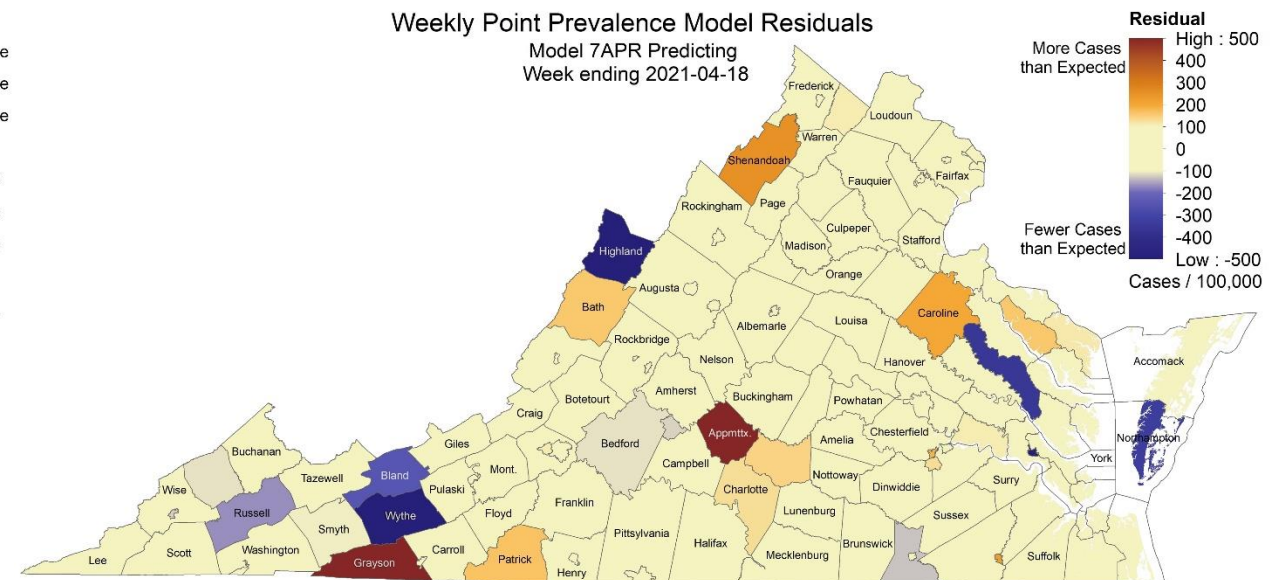 Weekly Point Prevalence Model Residuals
Model 7APR Predicting
Week ending 2021-04-18
e
e
e
Residual
More Cases
than Expected
High : 500
400
300
200
100
0
-100
-200
-300
-400
Low : -500
Fewer Cases
than Expected
Cases / 100,000
Frederick
Loudoun
Warren
Shenandoah
Fairfax
Fauquier
Page
Rockingham
Culpeper
Stafford
Madison
Highland
Orange
Augusta
Bath
Caroline
Louisa
Albemarle
Rockbridge
Hanover
Accomack
Nelson
Amherst
Buckingham
Botetourt
Powhatan
Craig
Appmttx.
Chesterfield
Northampton
Amelia
Bedford
Giles
Buchanan
York
Campbell
Mont.
Tazewell
Bland
Nottoway
Surry
Charlotte
Dinwiddie
Pulaski
Wise
Franklin
Lunenburg
Russell
Floyd
Wythe
Sussex
Smyth
Pittsylvania
Halifax
Brunswick
Carroll
Washington
Scott
Mecklenburg
Suffolk
Lee
Grayson
Patrick
Henry